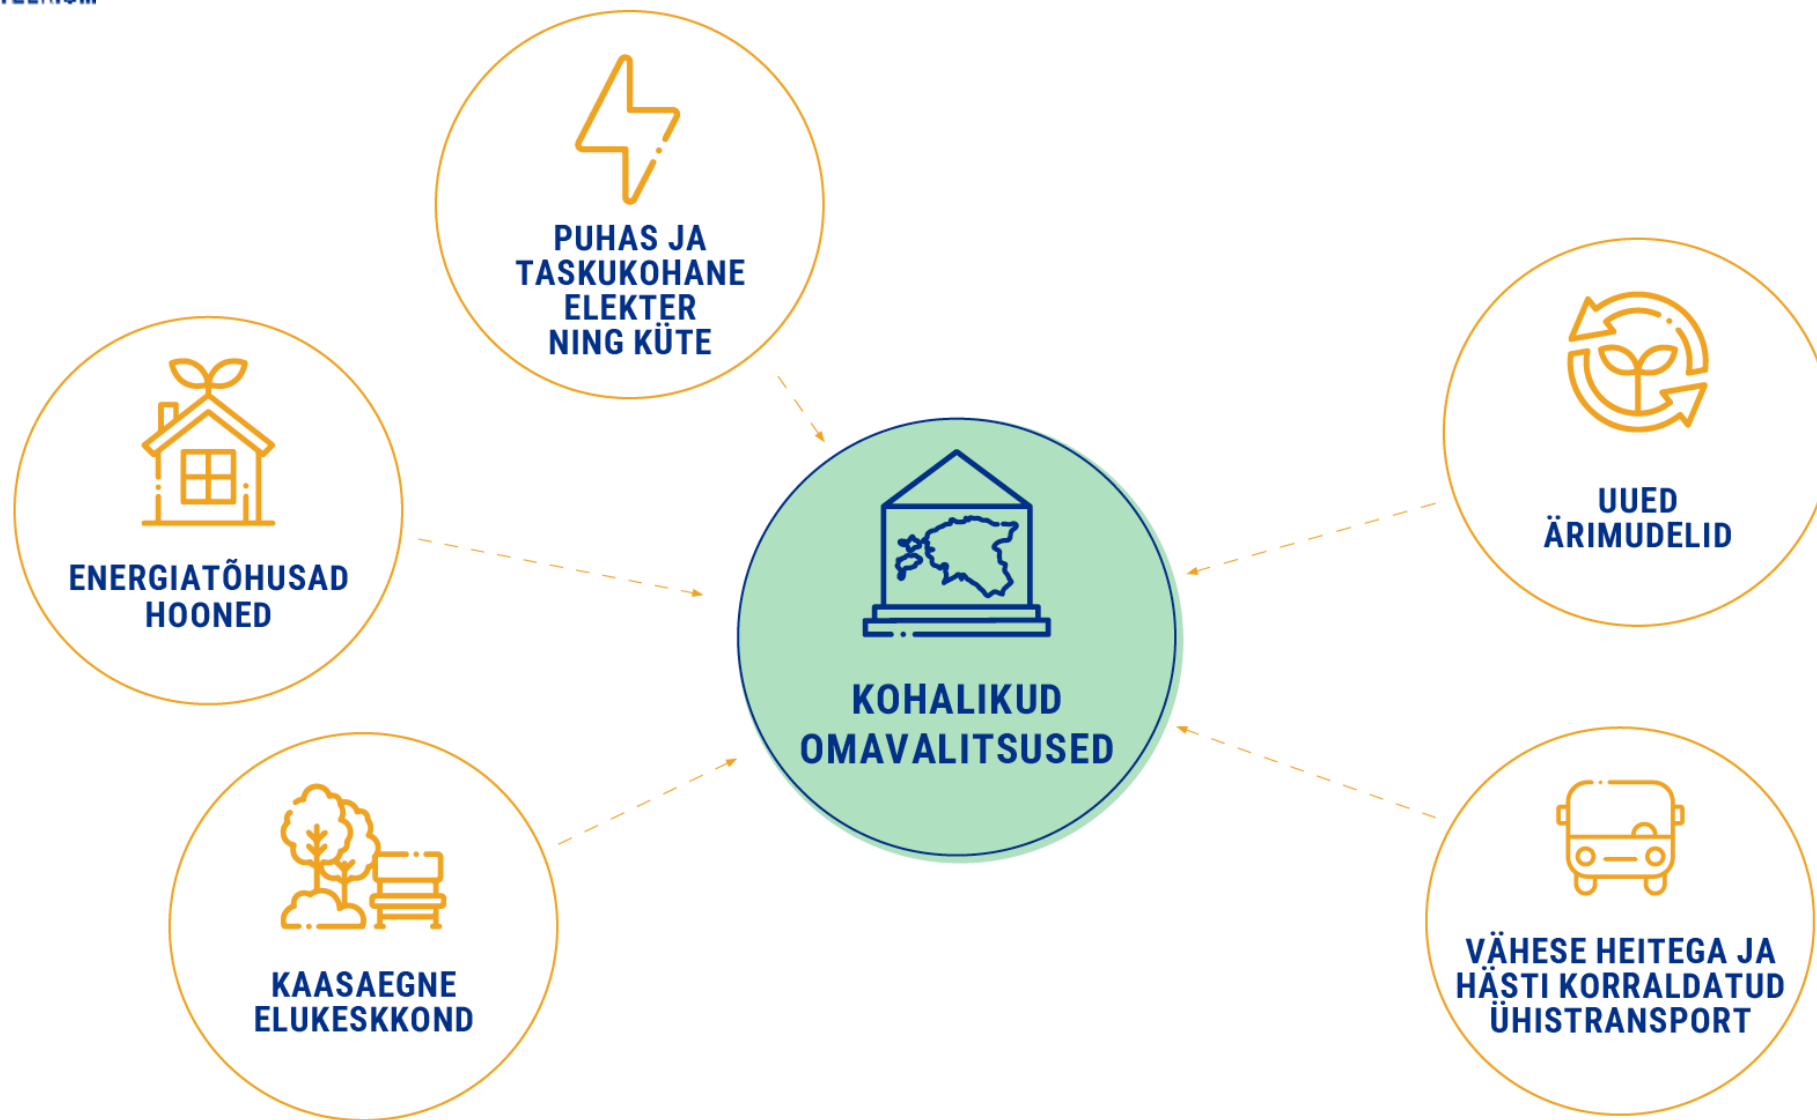 PUHAS JA
TASKUKOHANE
ELEKTER
NING KÜTE
ENERGIATÕHUSAD
HOONED
UUED
ÄRIMUDELID
KOHALIKUD
OMAVALITSUSED
KAASAEGNE
ELUKESKKOND
VÄHESE HEITEGA JA
HÄSTI KORRALDATUD
ÜHISTRANSPORT